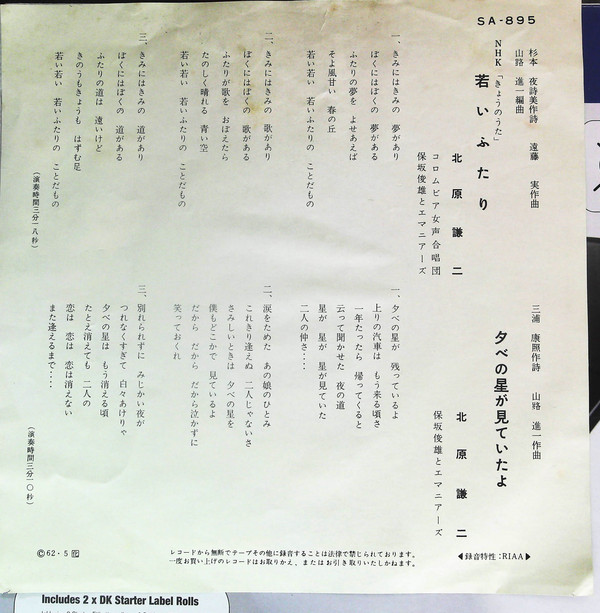 SA-895
杉本 夜詩美作詩 遠藤 実作曲
山路 進一編曲
NHK「きょうのうた」
若いふたり
北原謙二
コロムビア女声合唱団
保坂俊雄とエマニアーズ
一、きみにはきみの 夢があり
ぼくにはぼくの 夢がある
ふたりの夢を よせあえば
そよ風甘い 春の丘
若い若い 若いふたりの ことだもの
二、きみにはきみの 歌があり
ぼくにはぼくの 歌がある
ふたりが歌を おぼえたら
たのしく晴れる 青い空
若い若い 若いふたりの ことだもの
三、きみにはきみの 道があり
ぼくにはぼくの 道がある
ふたりの道は 遠いけど
きのうもきょうも はずむ足
若い若い 若いふたりの ことだもの
(演奏時間三分一八秒)
三浦 康照作詩 山路 進一作曲
夕べの星が見ていたよ
北原謙二
保坂俊雄とエマニアーズ
一、夕べの星が 残っているよ
上りの汽車は もう来る頃さ
一年たったら 帰ってくると
云って聞かせた 夜の道
星が 星が 星が見ていた
二人の仲さ‥‥
二、涙をためた あの娘のひとみ
これきり逢えぬ 二人じゃないさ
さみしいときは 夕べの星を
僕もどこかで 見ているよ
だから だから だから泣かずに
笑っておくれ
三、別れられずに みじかい夜が
つれなくすぎて 白々あけりゃ
夕べの星は もう消える頃
たとえ消えても 二人の
恋は 恋は 恋は消えない
また逢えるまで‥‥
(演奏時間三分一〇秒)
◀録音特性:RIAA▶
レコードから無断でテープその他に録音することは法律で禁じられております。
一度お買い上げのレコードはお取りかえ、またはお引き取りいたしかねます。
©62・5
Includes 2 x DK Starter Label Rolls